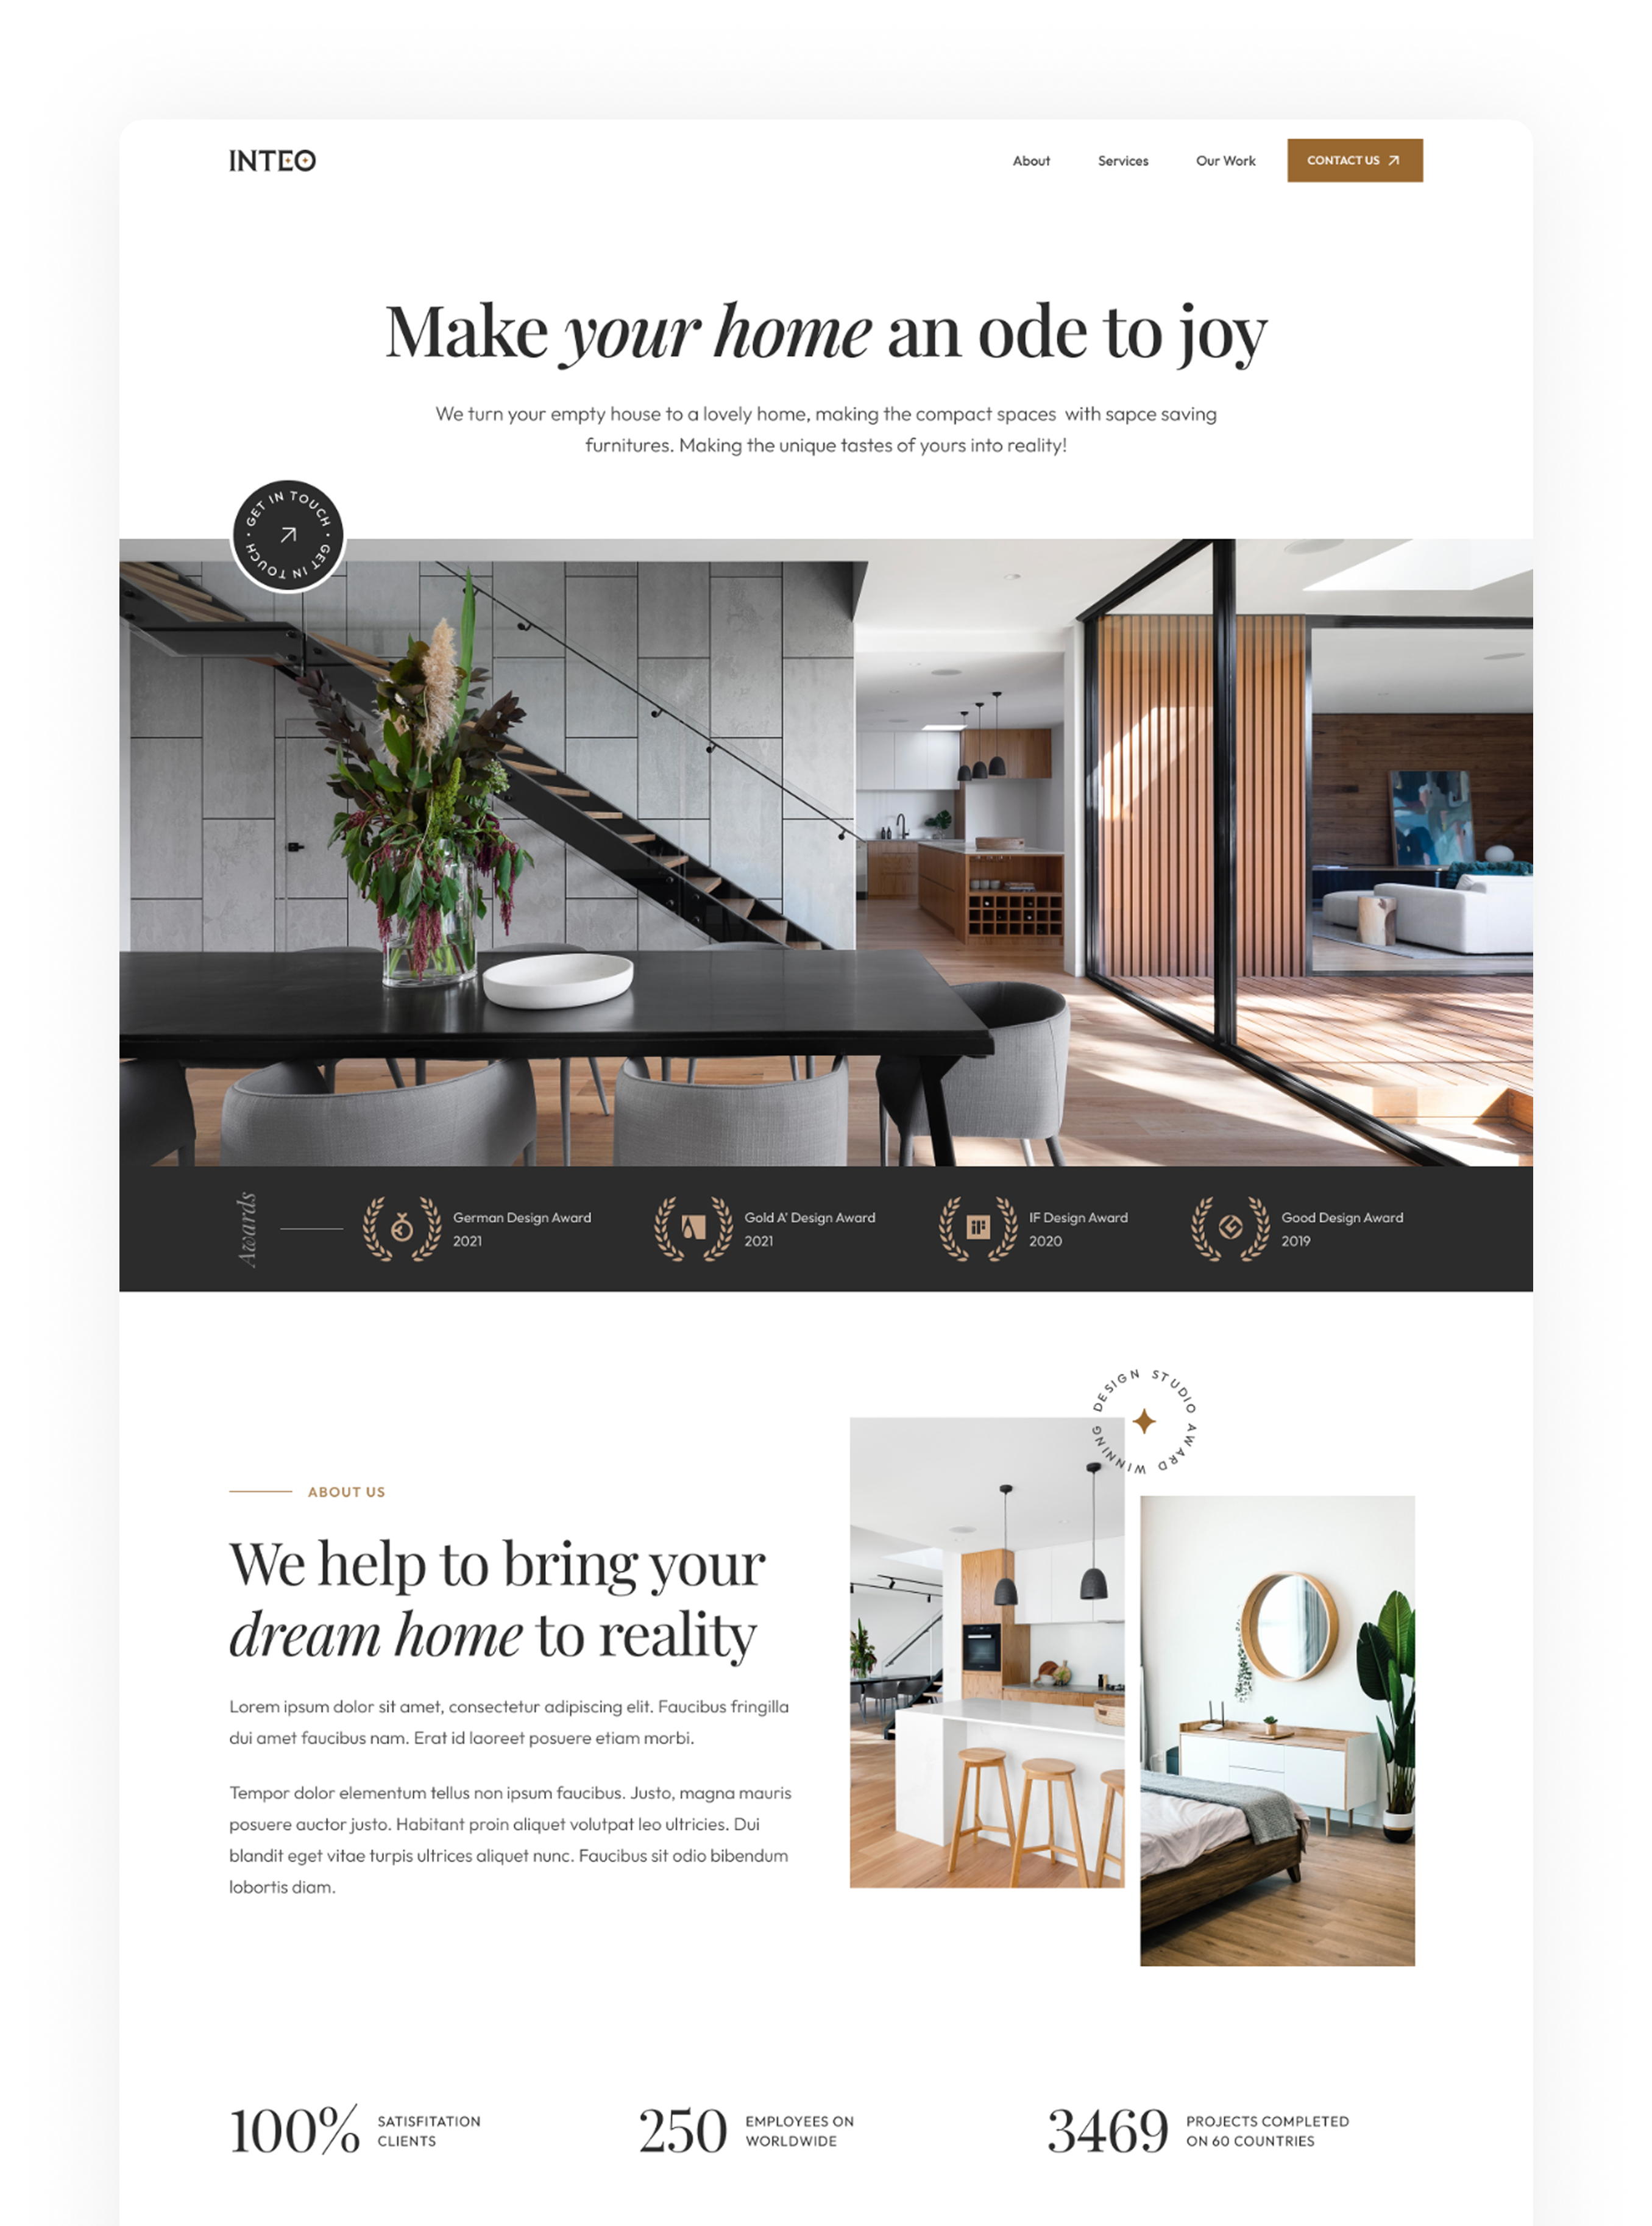 INTEO
About Services Our Work CONTACT US
Make your home an ode to joy
We turn your empty house to a lovely home, making the compact spaces with sapce saving
furnitures. Making the unique tastes of yours into reality!
GET IN TOUCH • GET IN TOUCH •
Awards
German Design Award
2021
Gold A' Design Award
2021
iF
IF Design Award
2020
Good Design Award
2019
DESIGN STUDIO AWARD WINNING
ABOUT US
We help to bring your
dream home to reality
Lorem ipsum dolor sit amet, consectetur adipiscing elit. Faucibus fringilla
dui amet faucibus nam. Erat id laoreet posuere etiam morbi.
Tempor dolor elementum tellus non ipsum faucibus. Justo, magna mauris
posuere auctor justo. Habitant proin aliquet volutpat leo ultricies. Dui
blandit eget vitae turpis ultrices aliquet nunc. Faucibus sit odio bibendum
lobortis diam.
100%
SATISFITATION
CLIENTS
250
EMPLOYEES ON
WORLDWIDE
3469
PROJECTS COMPLETED
ON 60 COUNTRIES